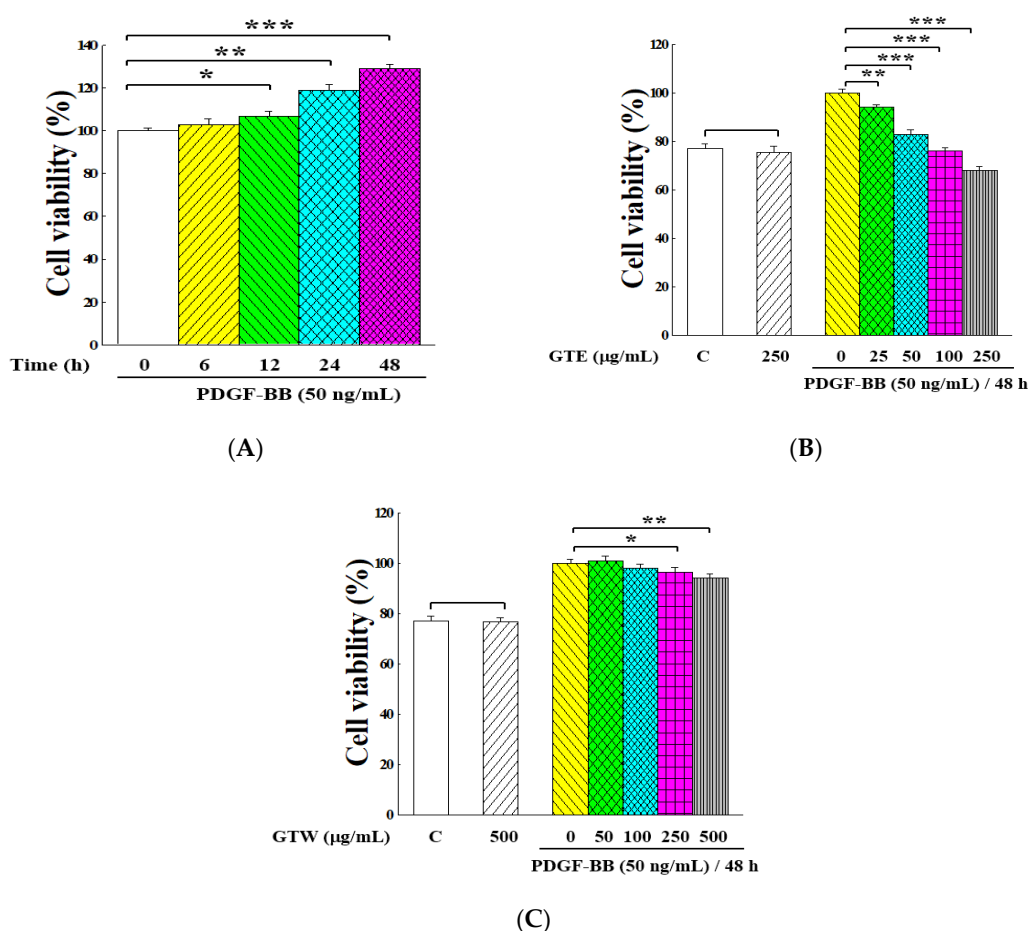 ***
**
*
Cell viability (%)
140
120
100
80
60
40
20
0
Time (h) 0 6 12 24 48
PDGF-BB (50 ng/mL)
(A)
***
***
***
**
Cell viability (%)
120
100
80
60
40
20
0
GTE (µg/mL) C 250 0 25 50 100 250
PDGF-BB (50 ng/mL) / 48 h
(B)
**
*
Cell viability (%)
120
100
80
60
40
20
0
GTW (µg/mL) C 500 0 50 100 250 500
PDGF-BB (50 ng/mL) / 48 h
(C)